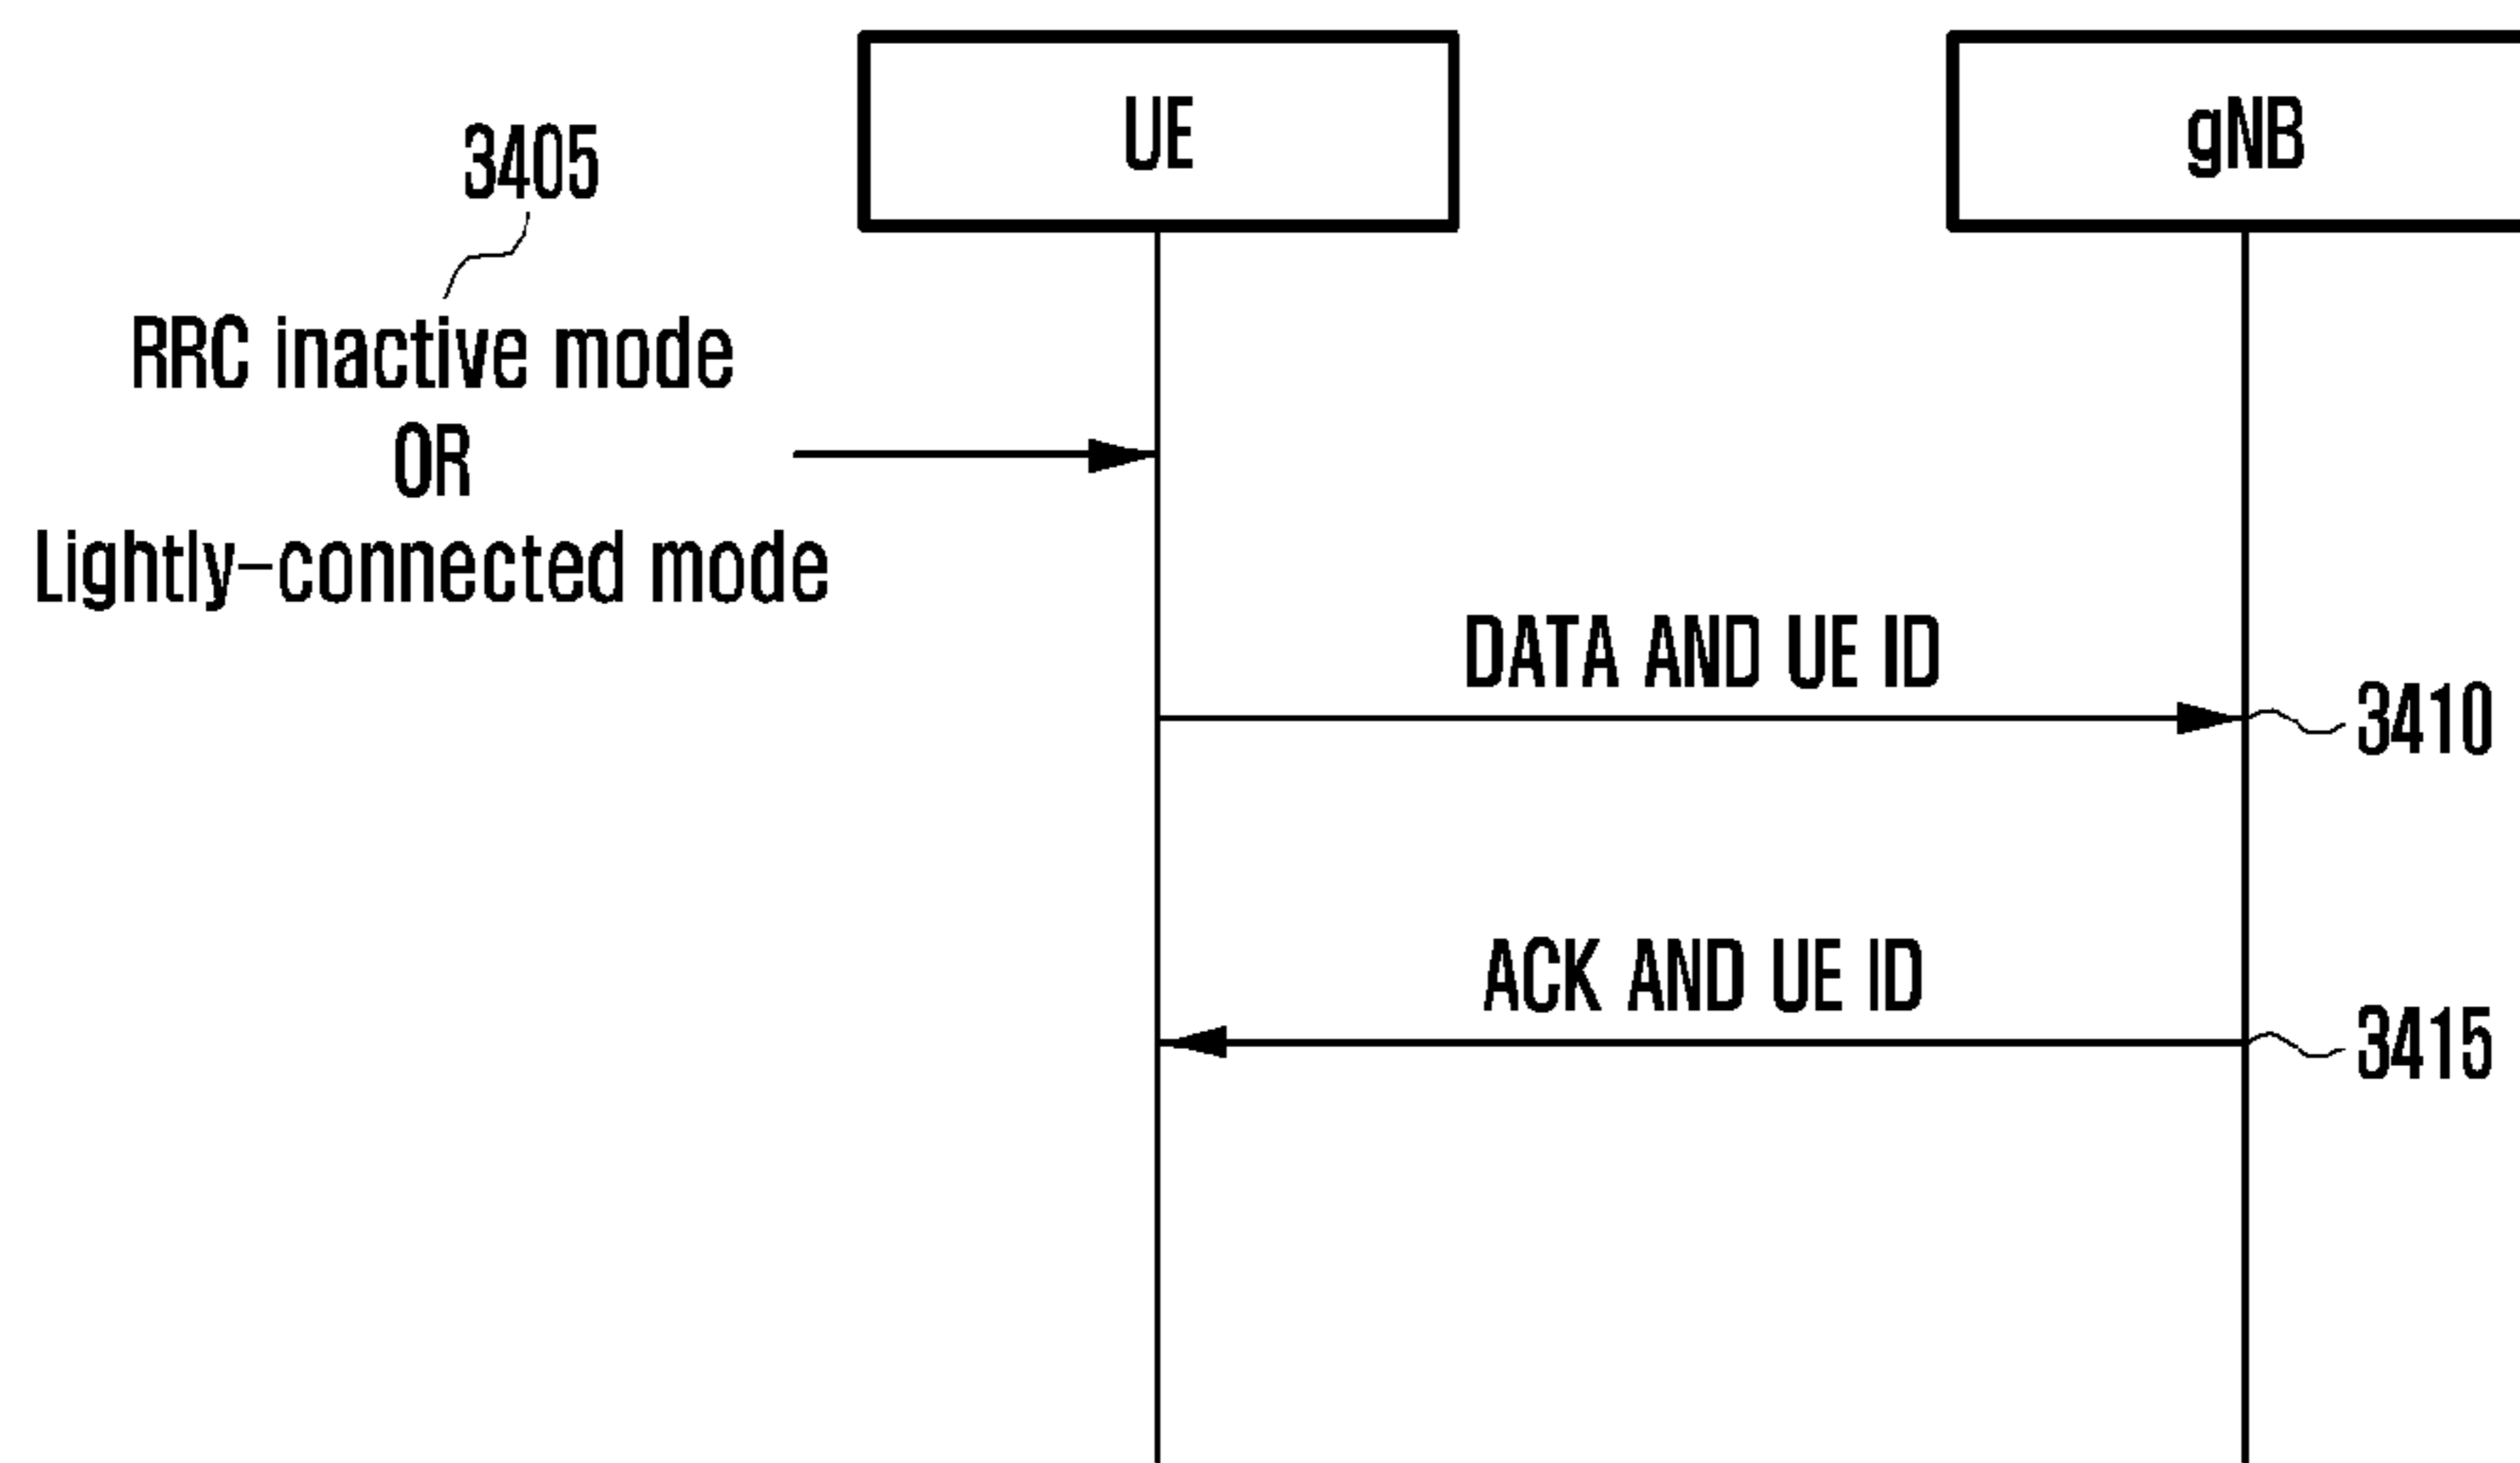 UE
gNB
3405
RRC inactive mode
OR
Lightly-connected mode
DATA AND UE ID
3410
ACK AND UE ID
3415